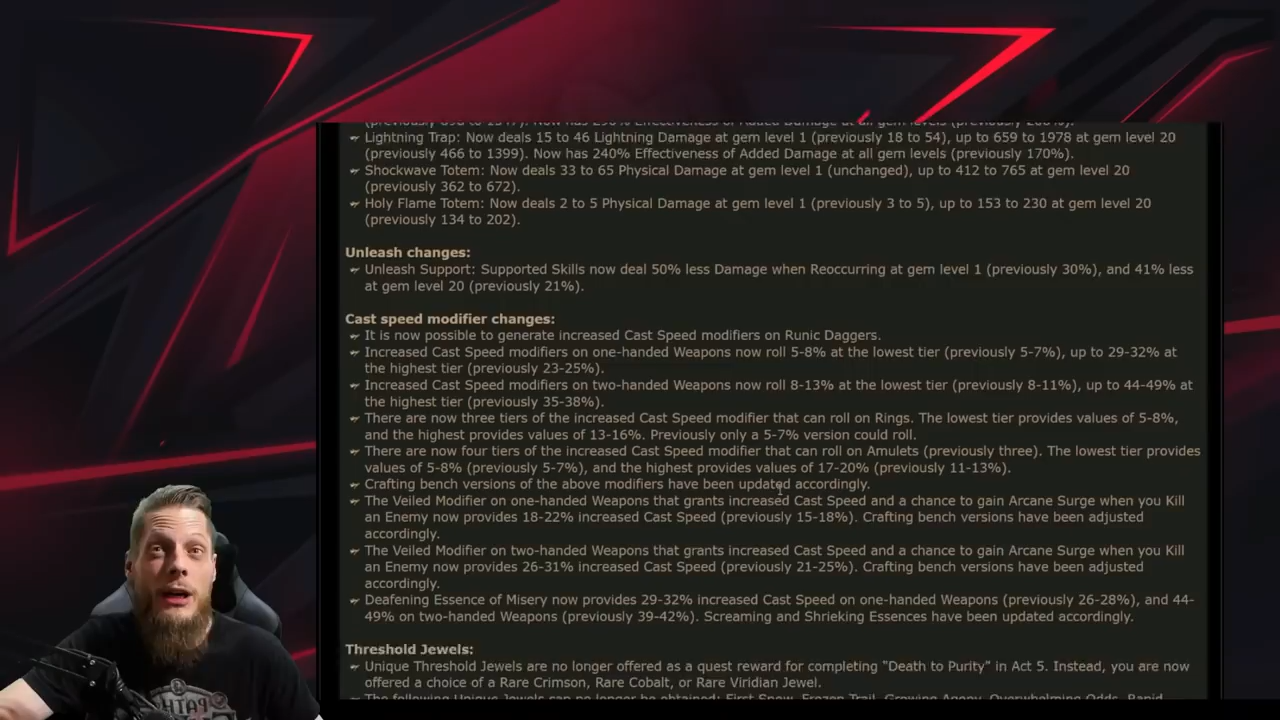 Lightning Trap: Now deals 15 to 46 Lightning Damage at gem level 1 (previously 18 to 54), up to 659 to 1978 at gem level 20
(previously 466 to 1399). Now has 240% Effectiveness of Added Damage at all gem levels (previously 170%).
Shockwave Totem: Now deals 33 to 65 Physical Damage at gem level 1 (unchanged), up to 412 to 765 at gem level 20
(previously 362 to 672).
Holy Flame Totem: Now deals 2 to 5 Physical Damage at gem level 1 (previously 3 to 5), up to 153 to 230 at gem level 20
(previously 134 to 202).
Unleash changes:
Unleash Support: Supported Skills now deal 50% less Damage when Reoccurring at gem level 1 (previously 30%), and 41% less
at gem level 20 (previously 21%).
Cast speed modifier changes:
It is now possible to generate increased Cast Speed modifiers on Runic Daggers.
Increased Cast Speed modifiers on one-handed Weapons now roll 5-8% at the lowest tier (previously 5-7%), up to 29-32% at
the highest tier (previously 23-25%).
Increased Cast Speed modifiers on two-handed Weapons now roll 8-13% at the lowest tier (previously 8-11%), up to 44-49% at
the highest tier (previously 35-38%).
There are now three tiers of the increased Cast Speed modifier that can roll on Rings. The lowest tier provides values of 5-8%,
and the highest provides values of 13-16%. Previously only a 5-7% version could roll.
There are now four tiers of the increased Cast Speed modifier that can roll on Amulets (previously three). The lowest tier provides
values of 5-8% (previously 5-7%), and the highest provides values of 17-20% (previously 11-13%).
Crafting bench versions of the above modifiers have been updated accordingly.
The Veiled Modifier on one-handed Weapons that grants increased Cast Speed and a chance to gain Arcane Surge when you Kill
an Enemy now provides 18-22% increased Cast Speed (previously 15-18%). Crafting bench versions have been adjusted
accordingly.
The Veiled Modifier on two-handed Weapons that grants increased Cast Speed and a chance to gain Arcane Surge when you Kill
an Enemy now provides 26-31% increased Cast Speed (previously 21-25%). Crafting bench versions have been adjusted
accordingly.
Deafening Essence of Misery now provides 29-32% increased Cast Speed on one-handed Weapons (previously 26-28%), and 44-
49% on two-handed Weapons (previously 39-42%). Screaming and Shrieking Essences have been updated accordingly.
Threshold Jewels:
Unique Threshold Jewels are no longer offered as a quest reward for completing "Death to Purity" in Act 5. Instead, you are now
offered a choice of a Rare Crimson, Rare Cobalt, or Rare Viridian Jewel.
The following Unique Jewels can no longer be obtained: First Snow, Frozen Trail, Growing Agony, Overwhelming Odds, Rapid